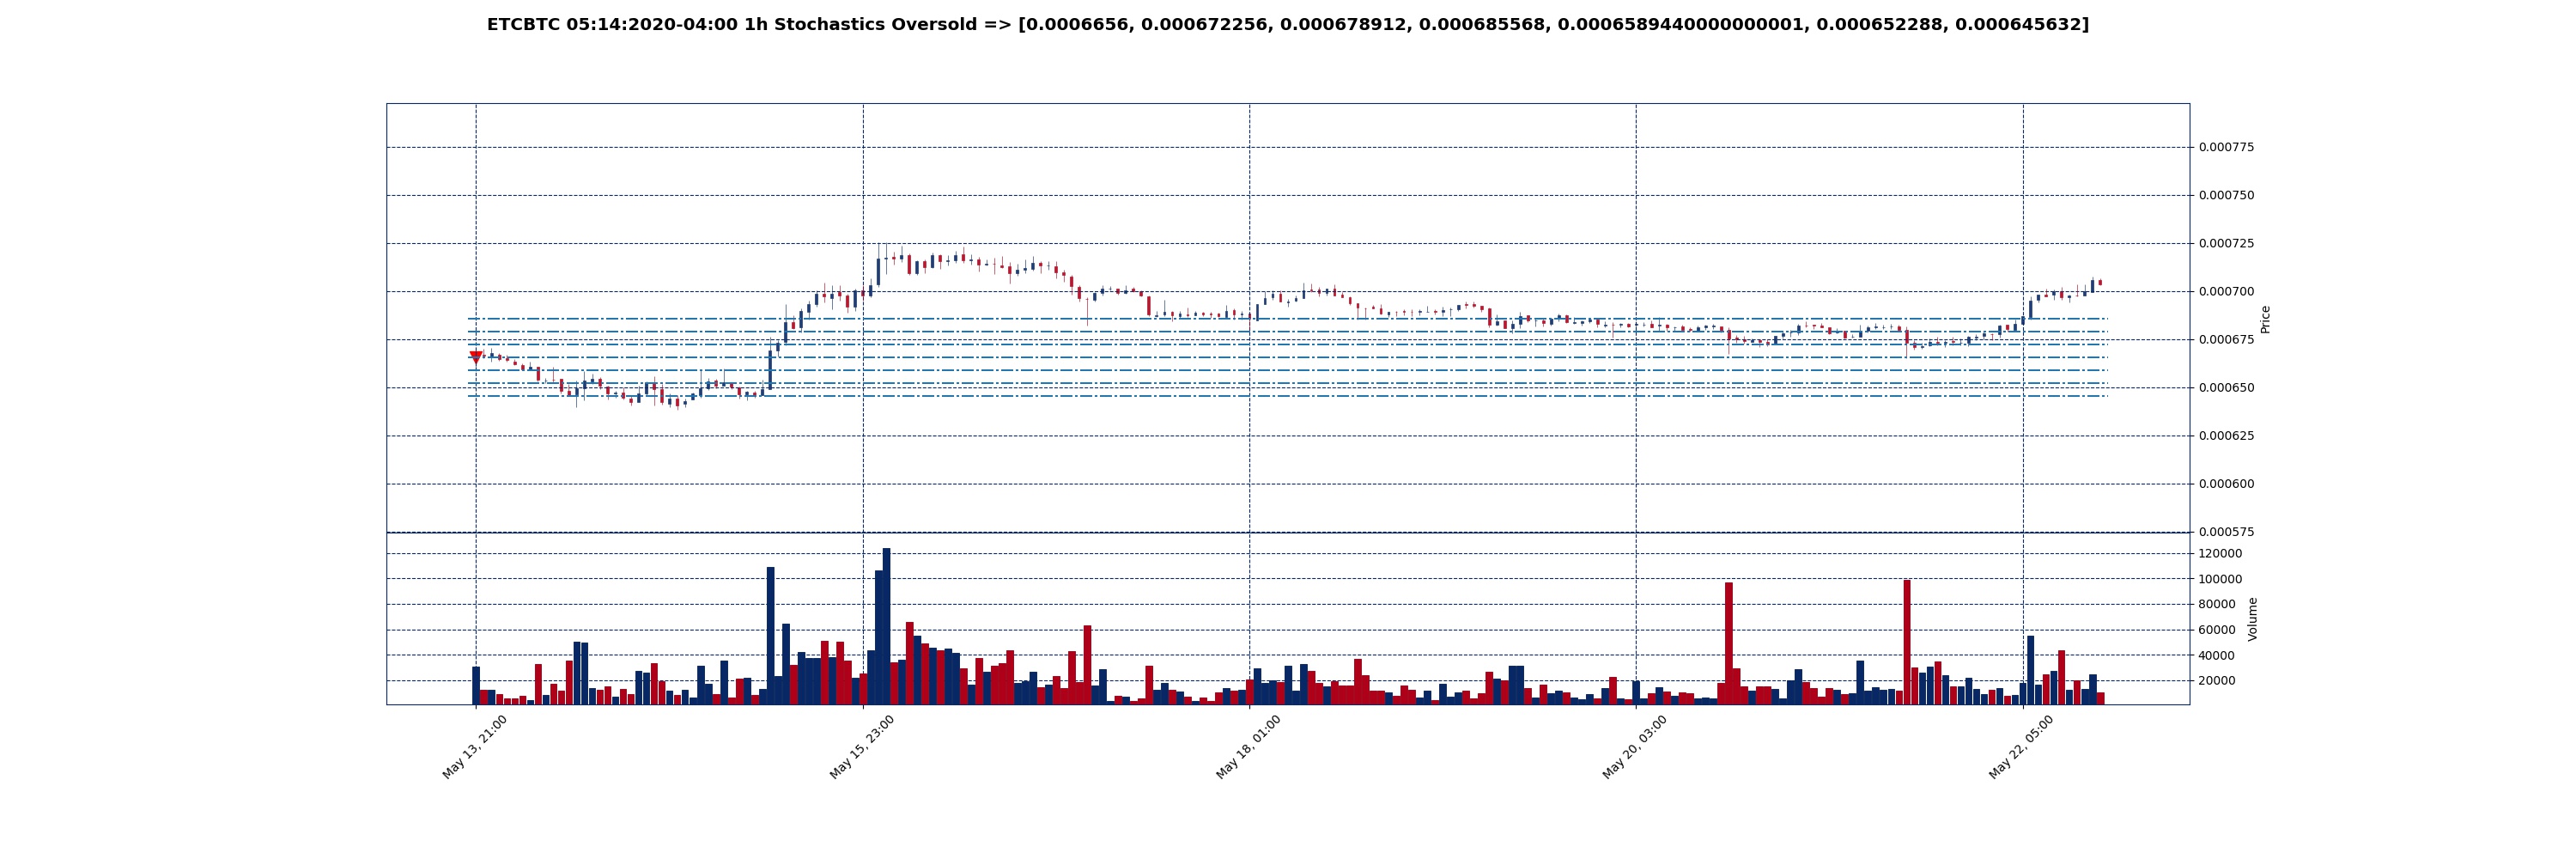 ETCBTC 05:14:2020-04:00 1h Stochastics Oversold => [0.0006656, 0.000672256, 0.000678912, 0.000685568, 0.0006589440000000001, 0.000652288, 0.000645632]
0.000775
0.000750
0.000725
0.000700
Price
0.000675
0.000650
0.000625
0.000600
0.000575
120000
100000
80000
Volume
60000
40000
20000
May 13, 21:00
May 15, 23:00
May 18, 01:00
May 20, 03:00
May 22, 05:00